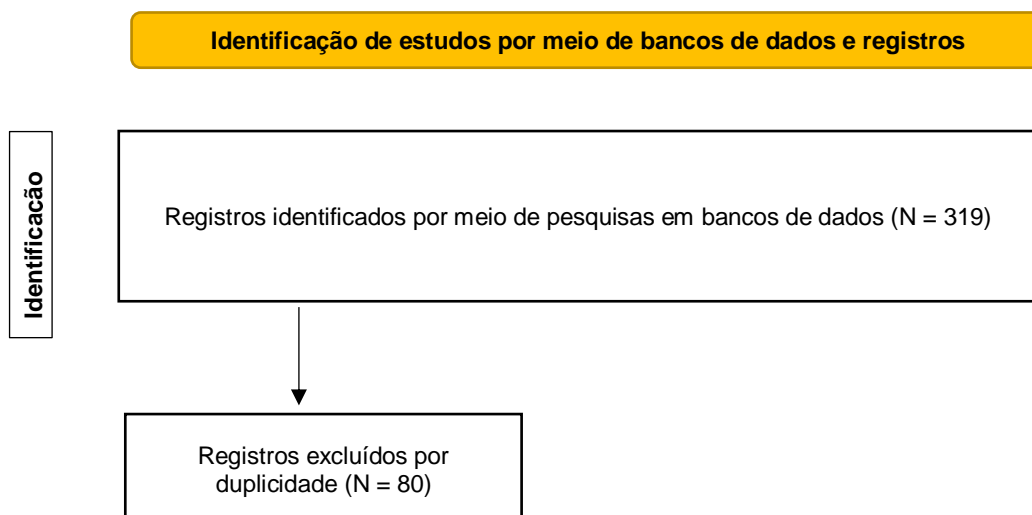 Identificação de estudos por meio de bancos de dados e registros
Identificação
Registros identificados por meio de pesquisas em bancos de dados (N = 319)
Registros excluídos por
duplicidade (N = 80)